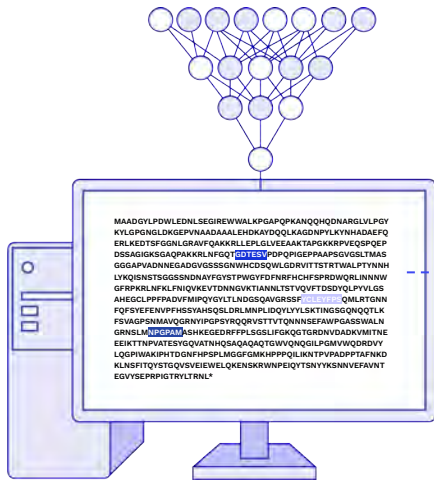 MAADGYLPDWLEDNLSEGIREWWALKPGAPQPKANQQHQDNARGLVLPGY
KYLGPGNGLDKGEPVNAADAAALEHDKAYDQQLKAGDNPYLKYNHADAEFQ
ERLKEDTSFGGNLGRAVFQAKKRLLEPLGLVEEAAKTAPGKKRPVEQSPQEP
DSSAGIGKSGAQPAKKRLNFGQTGDTESVPDPQPIGEPPAAPSGVGSLTMAS
GGGAPVADNNEGADGVGSSSGNWHCDSQWLGDRVITTSTRTWALPTYNNH
LYKQISNSTSGGSSNDNAYFGYSTPWGYFDFNRFHCHFSPRDWQRLINNNW
GFRPKRLNFKLFNIQVKEVTDNNGVKTIANNLTSTVQVFTDSDYQLPYVLGS
AHEGCLPPFPADVFMIPQYGYLTLNDGSQAVGRSSFYCLEYFPSQMLRTGNN
FQFSYEFENVPFHSSYAHSQSLDRLMNPLIDQYLYYLSKTINGSGQNQQTLK
FSVAGPSNMAVQGRNYIPGPSYRQQRVSTTVTQNNNSEFAWPGASSWALN
GRNSLMNPGPAMASHKEGEDRFFPLSGSLIFGKQGTGRDNVDADKVMITNE
EEIKTTNPVATESYGQVATNHQSAQAQAQTGWVQNQGILPGMVWQDRDVY
LQGPIWAKIPHTDGNFHPSPLMGGFGMKHPPPQILIKNTPVPADPPTAFNKD
KLNSFITQYSTGQVSVEIEWELQKENSKRWNPEIQYTSNYYKSNNVEFAVNT
EGVYSEPRPIGTRYLTRNL*